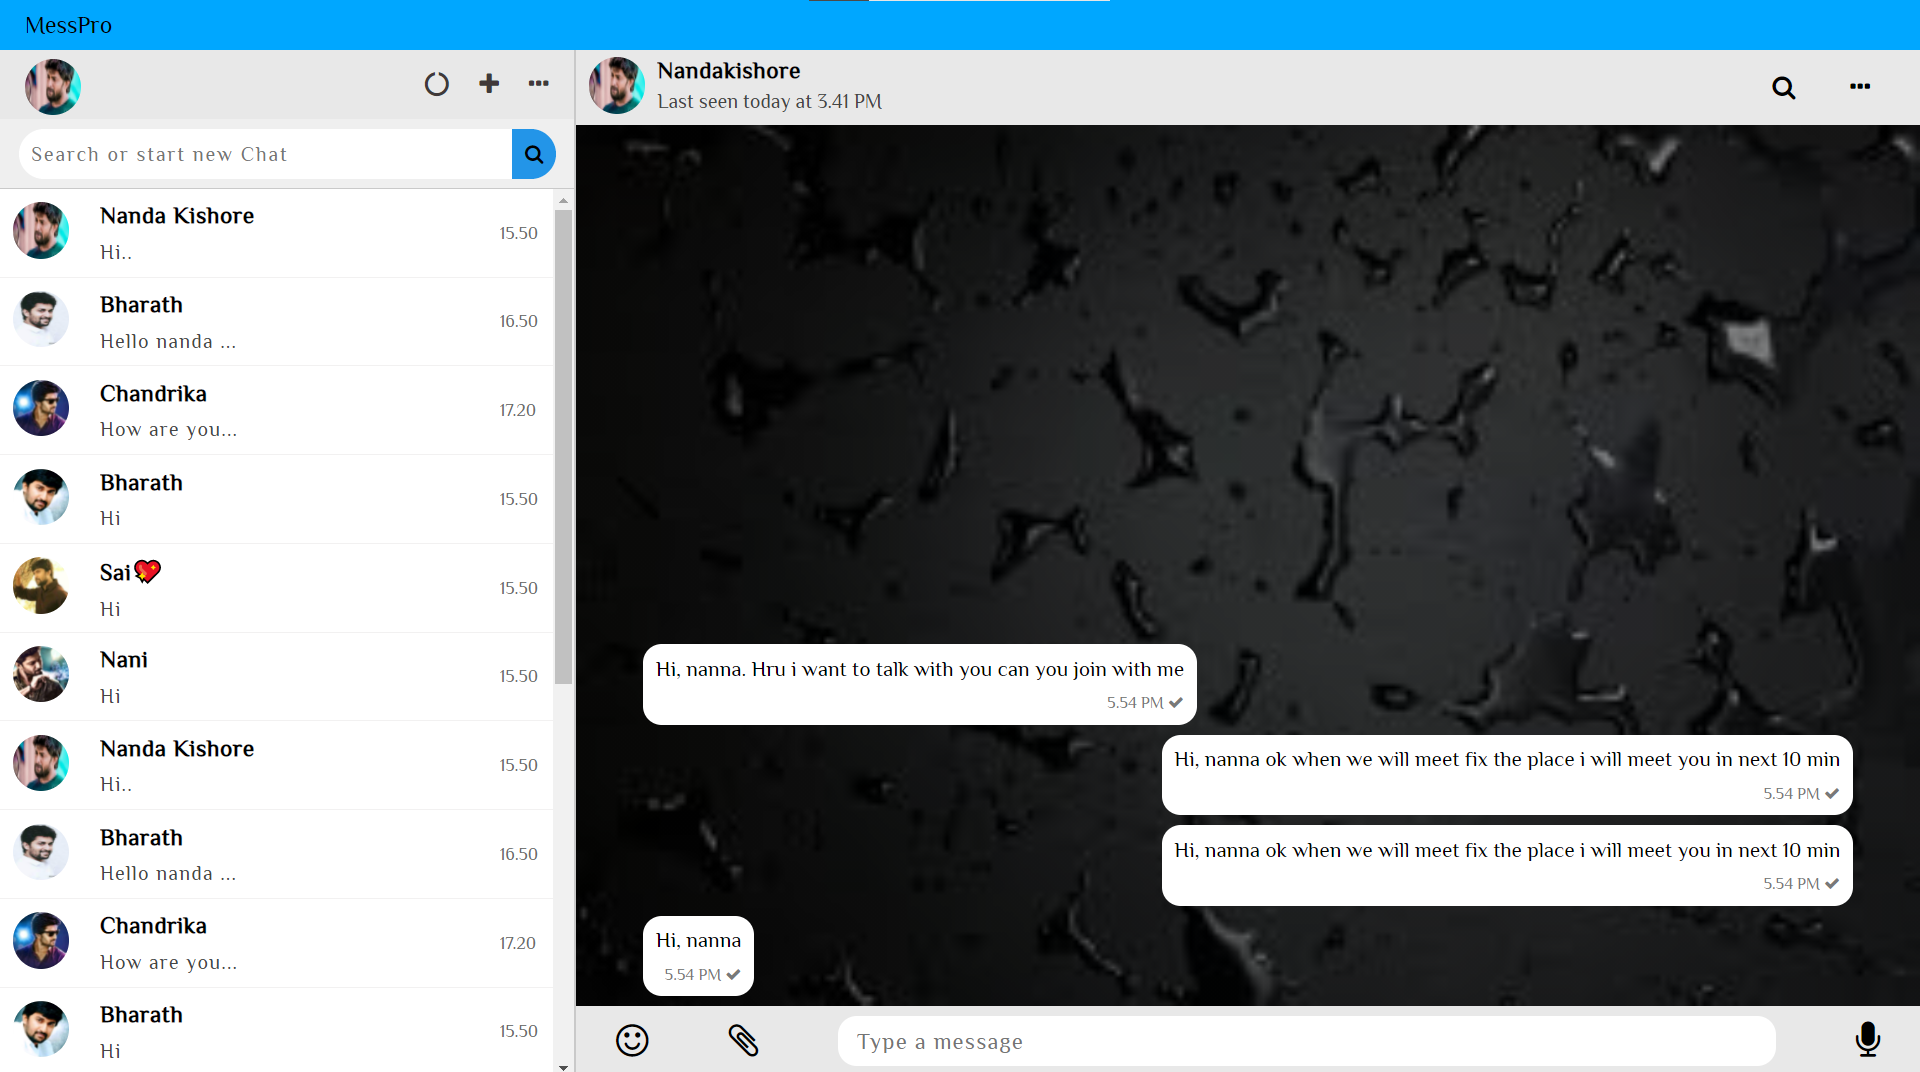 MessPro
Search or start new Chat
Nanda Kishore
Hi..
15.50
Bharath
Hello nanda ...
16.50
Chandrika
How are you...
17.20
Bharath
Hi
15.50
Sai💖
Hi
15.50
Nani
Hi
15.50
Nanda Kishore
Hi..
15.50
Bharath
Hello nanda ...
16.50
Chandrika
How are you...
17.20
Bharath
Hi
15.50
Nandakishore
Last seen today at 3.41 PM
Hi, nanna. Hru i want to talk with you can you join with me
5.54 PM
Hi, nanna ok when we will meet fix the place i will meet you in next 10 min
5.54 PM
Hi, nanna ok when we will meet fix the place i will meet you in next 10 min
5.54 PM
Hi, nanna
5.54 PM
Type a message